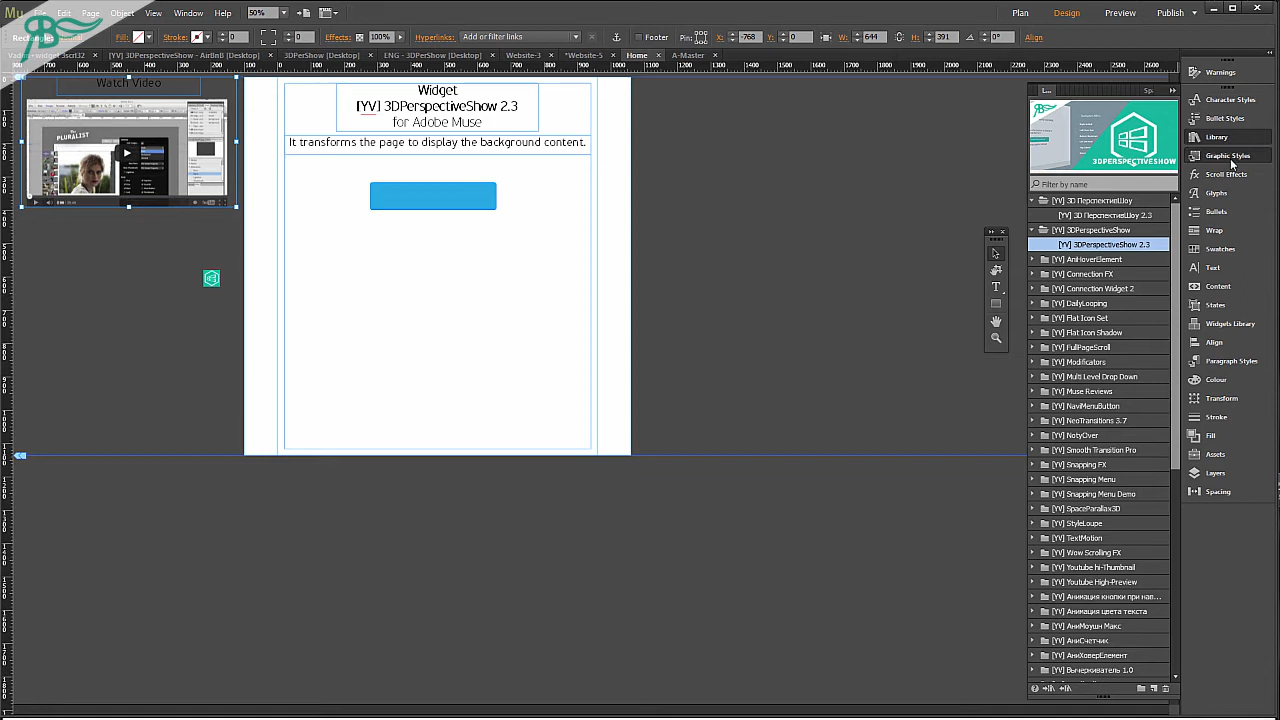 Mu File Edit Page Object View Window Help 50% Plan Design Preview Publish
Fill: Stroke: 0 Effects: 100% Hyperlinks: Add or filter links Footer Pin: X: -768 Y: 0 W: 644 H: 391 0° Align
[YV] 3DPerspectiveShow - AirBnB [Desktop] 3DPerShow [Desktop] ENG - 3DPerShow [Desktop] Website-3 *Website-5 Home A-Master
Watch Video
PLURALIST
Widget
[YV] 3DPerspectiveShow 2.3
for Adobe Muse
It transforms the page to display the background content.
3DPERSPECTIVESHOW
Filter by name
[YV] 3D ПерспектиШоу
[YV] 3D ПерспектиШоу 2.3
[YV] 3DPerspectiveShow
[YV] 3DPerspectiveShow 2.3
[YV] AniHoverElement
[YV] Connection FX
[YV] Connection Widget 2
[YV] DailyLooping
[YV] Flat Icon Set
[YV] Flat Icon Shadow
[YV] FullPageScroll
[YV] Modificators
[YV] Multi Level Drop Down
[YV] Muse Reviews
[YV] NaviMenuButton
[YV] NeoTransitions 3.7
[YV] NotyOver
[YV] Smooth Transition Pro
[YV] Snapping FX
[YV] Snapping Menu
[YV] Snapping Menu Demo
[YV] SpaceParallax3D
[YV] StyleLoupe
[YV] TextMotion
[YV] Wow Scrolling FX
[YV] Youtube hi-Thumbnail
[YV] Youtube High-Preview
[YV] Анимация кнопки при нав...
[YV] Анимация цвета текста
[YV] АниМоушн Макс
[YV] АниСчетчик
[YV] АниХоверЕлемент
[YV] Вычеркиватель 1.0
Warnings
Character Styles
Bullet Styles
Library
Graphic Styles
Scroll Effects
Glyphs
Bullets
Wrap
Swatches
Text
Content
States
Widgets Library
Align
Paragraph Styles
Colour
Transform
Stroke
Fill
Assets
Layers
Spacing